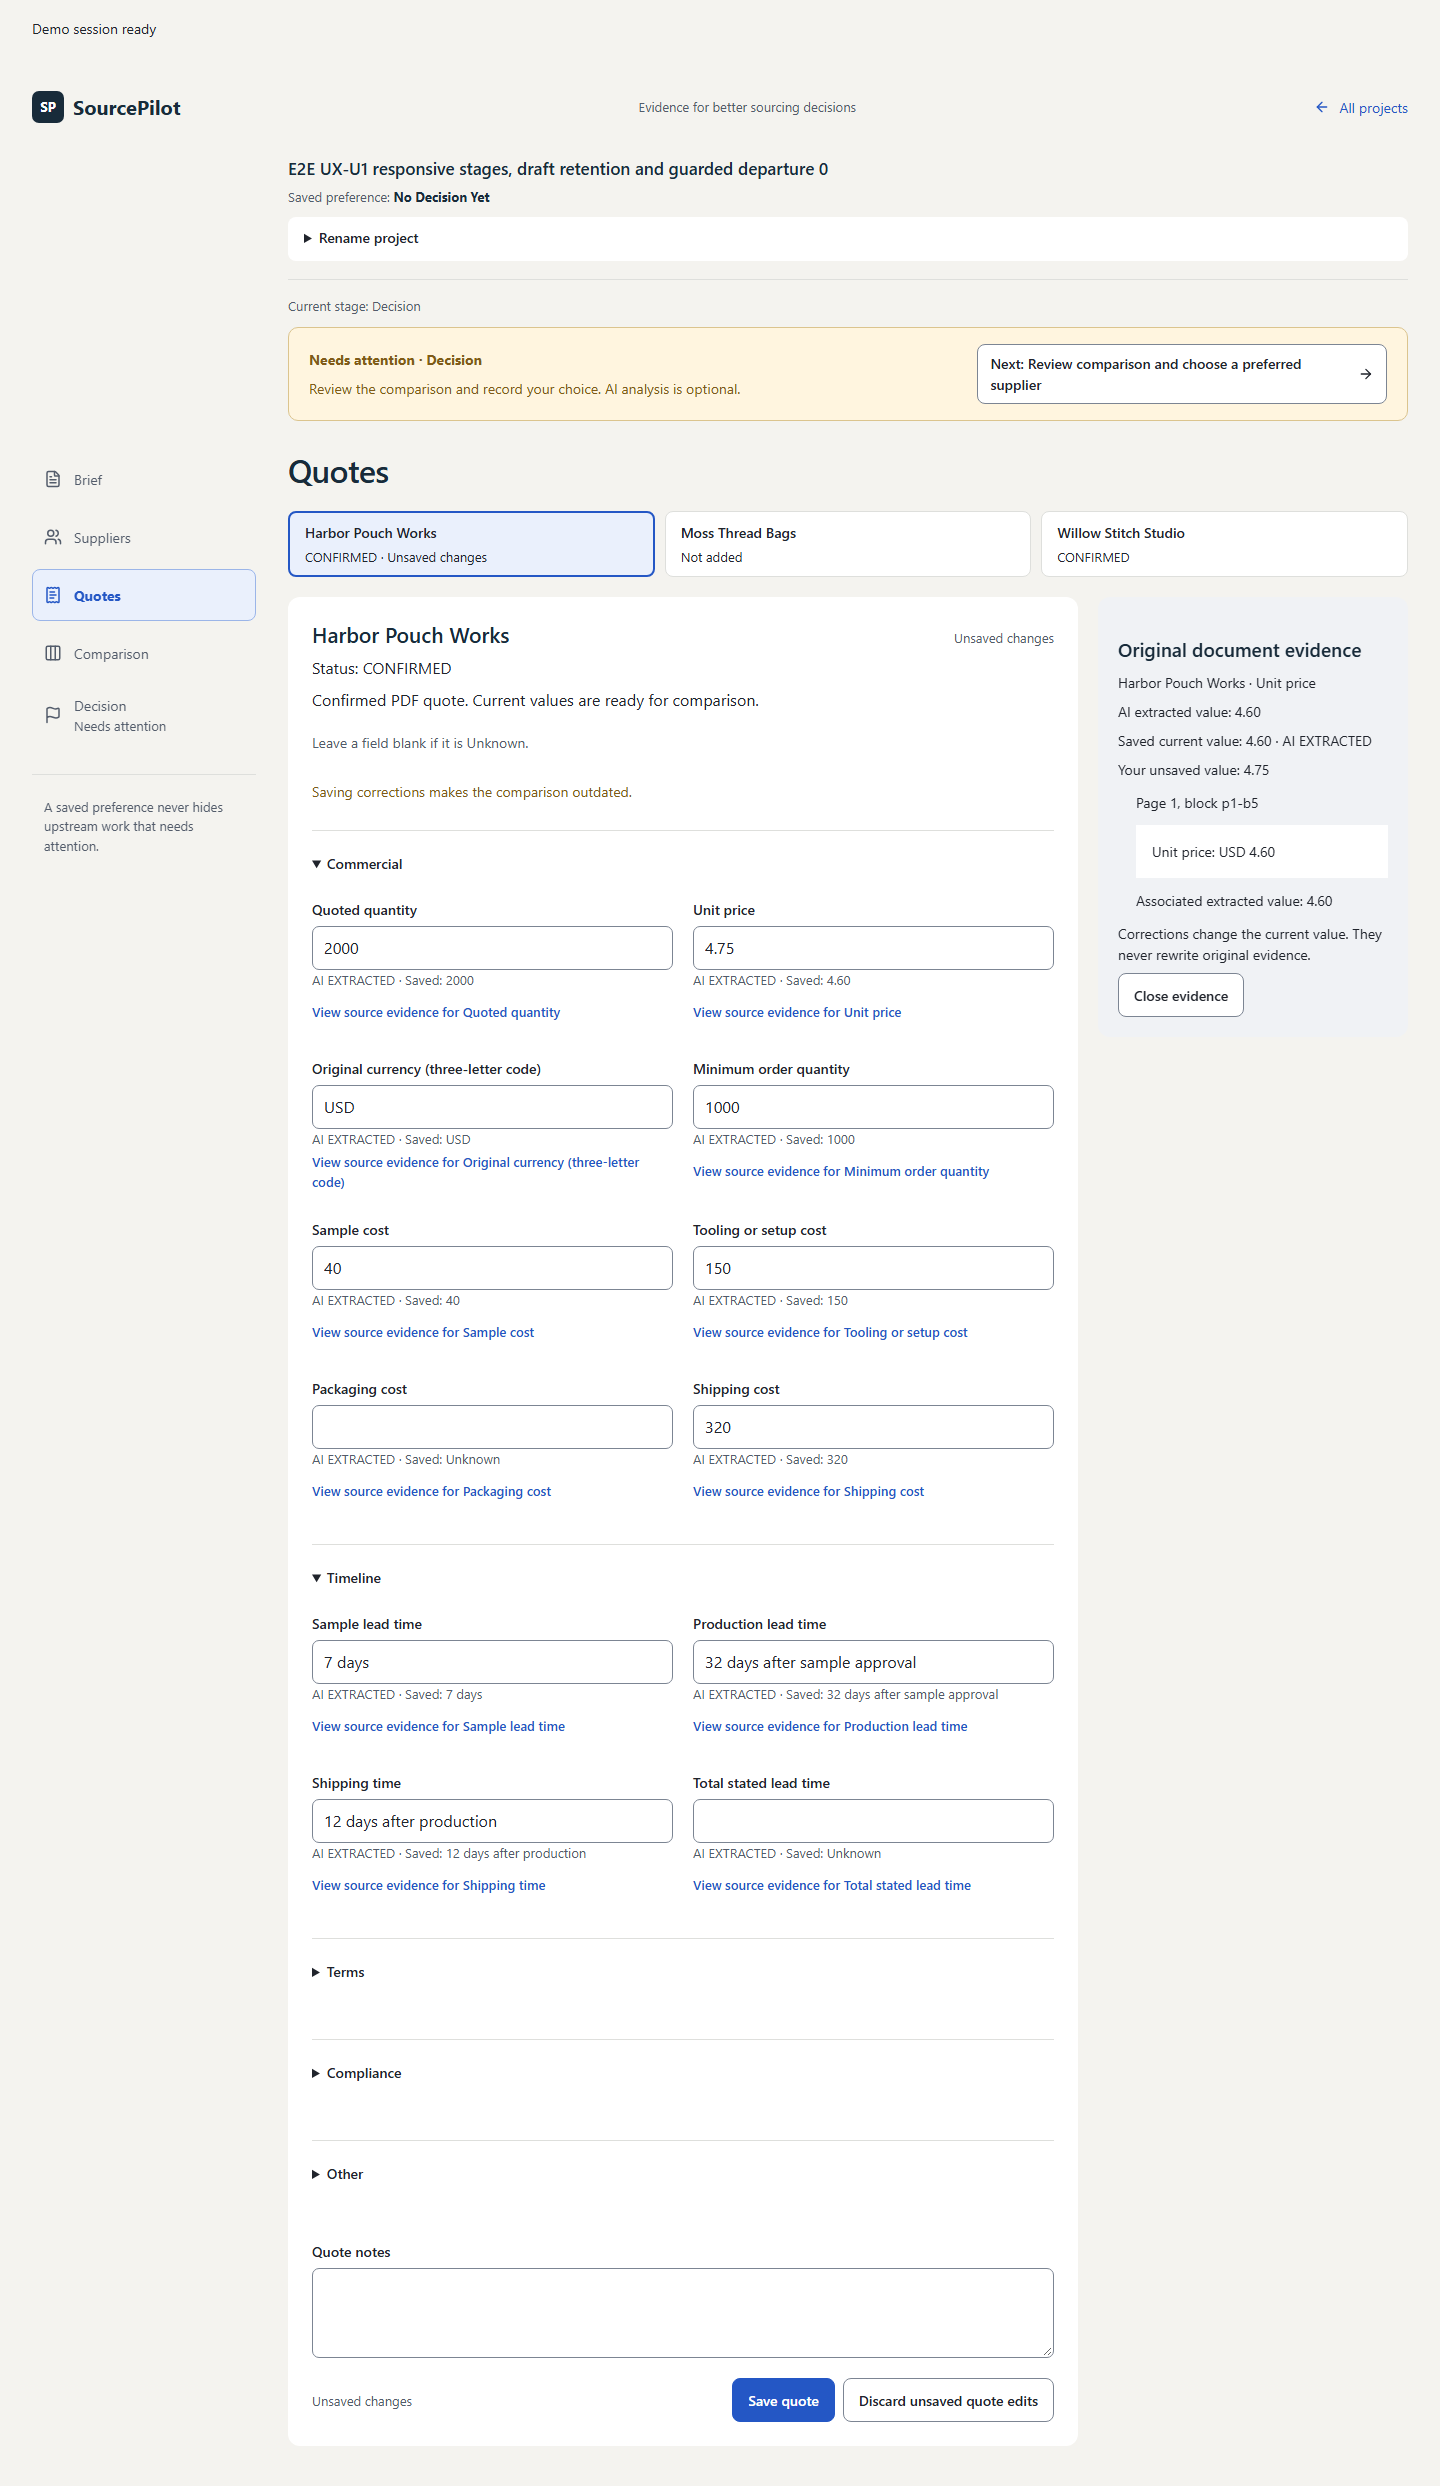 Demo session ready
SP SourcePilot
Evidence for better sourcing decisions
All projects
E2E UX-U1 responsive stages, draft retention and guarded departure 0
Saved preference: No Decision Yet
Rename project
Current stage: Decision
Needs attention · Decision
Review the comparison and record your choice. AI analysis is optional.
Next: Review comparison and choose a preferred
supplier
Brief
Suppliers
Quotes
Comparison
Decision
Needs attention
A saved preference never hides
upstream work that needs
attention.
Quotes
Harbor Pouch Works
CONFIRMED · Unsaved changes
Moss Thread Bags
Not added
Willow Stitch Studio
CONFIRMED
Harbor Pouch Works
Unsaved changes
Status: CONFIRMED
Confirmed PDF quote. Current values are ready for comparison.
Leave a field blank if it is Unknown.
Saving corrections makes the comparison outdated.
Commercial
Quoted quantity
2000
AI EXTRACTED · Saved: 2000
View source evidence for Quoted quantity
Unit price
4.75
AI EXTRACTED · Saved: 4.60
View source evidence for Unit price
Original currency (three-letter code)
USD
AI EXTRACTED · Saved: USD
View source evidence for Original currency (three-letter
code)
Minimum order quantity
1000
AI EXTRACTED · Saved: 1000
View source evidence for Minimum order quantity
Sample cost
40
AI EXTRACTED · Saved: 40
View source evidence for Sample cost
Tooling or setup cost
150
AI EXTRACTED · Saved: 150
View source evidence for Tooling or setup cost
Packaging cost
AI EXTRACTED · Saved: Unknown
View source evidence for Packaging cost
Shipping cost
320
AI EXTRACTED · Saved: 320
View source evidence for Shipping cost
Timeline
Sample lead time
7 days
AI EXTRACTED · Saved: 7 days
View source evidence for Sample lead time
Production lead time
32 days after sample approval
AI EXTRACTED · Saved: 32 days after sample approval
View source evidence for Production lead time
Shipping time
12 days after production
AI EXTRACTED · Saved: 12 days after production
View source evidence for Shipping time
Total stated lead time
AI EXTRACTED · Saved: Unknown
View source evidence for Total stated lead time
Terms
Compliance
Other
Quote notes
Unsaved changes
Save quote
Discard unsaved quote edits
Original document evidence
Harbor Pouch Works · Unit price
AI extracted value: 4.60
Saved current value: 4.60 · AI EXTRACTED
Your unsaved value: 4.75
Page 1, block p1-b5
Unit price: USD 4.60
Associated extracted value: 4.60
Corrections change the current value. They
never rewrite original evidence.
Close evidence